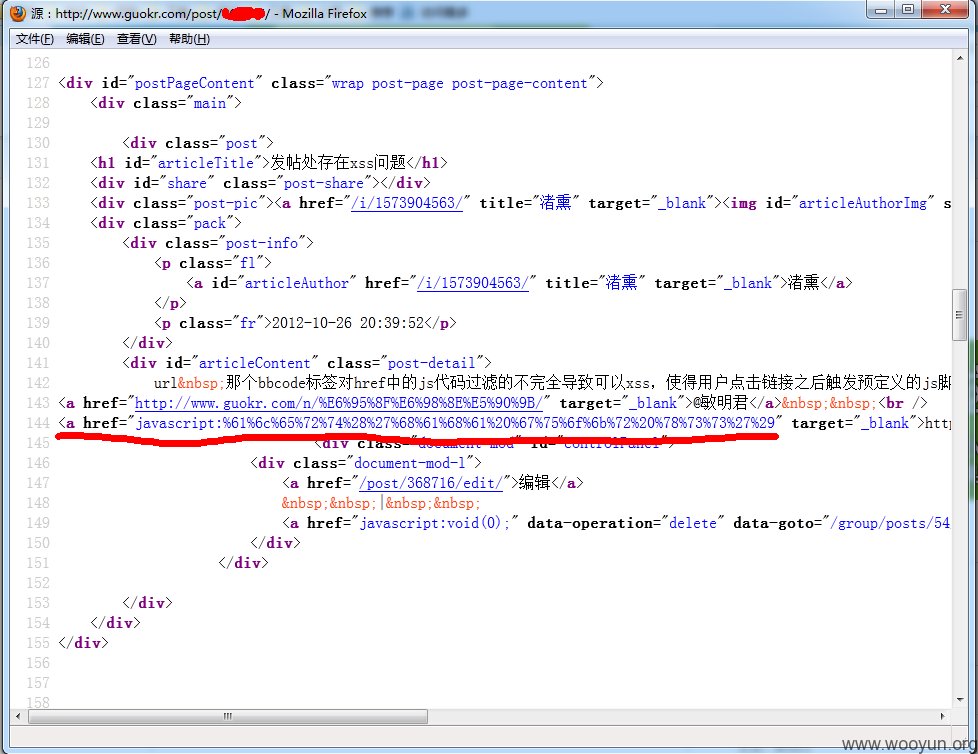 源：http://www.guokr.com/post/ / - Mozilla Firefox
文件(F) 编辑(E) 查看(V) 帮助(H)
126
127 <div id="postPageContent" class="wrap post-page post-page-content">
128 <div class="main">
129
130 <div class="post">
131 <h1 id="articleTitle">发帖处存在xss问题</h1>
132 <div id="share" class="post-share"></div>
133 <div class="post-pic"><a href="/i/1573904563/" title="渚熏" target="_blank"><img id="articleAuthorImg" s
134 <div class="pack">
135 <div class="post-info">
136 <p class="fl">
137 <a id="articleAuthor" href="/i/1573904563/" title="渚熏" target="_blank">渚熏</a>
138 </p>
139 <p class="fr">2012-10-26 20:39:52</p>
140 </div>
141 <div id="articleContent" class="post-detail">
142 url&nbsp;那个bbcode标签对href中的js代码过滤的不完全导致可以xss，使得用户点击链接之后触发预定义的js脚
143 <a href="http://www.guokr.com/n/%E6%95%8F%E6%98%8E%E5%90%9B/" target="_blank">@敏明君</a>&nbsp;&nbsp;<br />
144 <a href="javascript:%61%6c%65%72%74%28%27%68%61%68%61%20%67%75%6f%6b%72%20%78%73%73%27%29" target="_blank">http
145 <div class="document-mod" id="controlPanel">
146 <div class="document-mod-l">
147 <a href="/post/368716/edit/">编辑</a>
148 &nbsp;&nbsp;|&nbsp;&nbsp;
149 <a href="javascript:void(0);" data-operation="delete" data-goto="/group/posts/54
150 </div>
151 </div>
152
153 </div>
154 </div>
155 </div>
156
157
158
www.wooyun.org